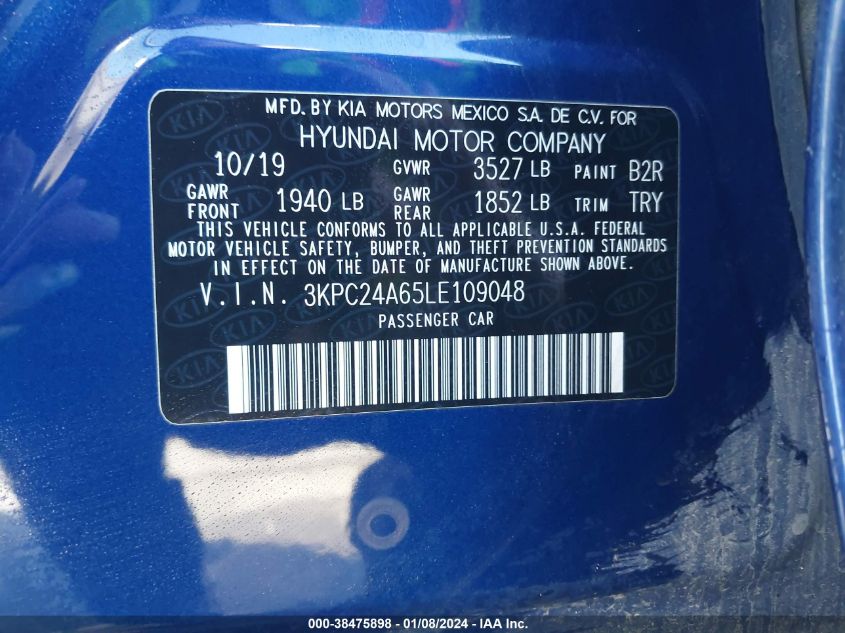 MFD. BY KIA MOTORS MEXICO S.A. DE C.V. FOR
HYUNDAI MOTOR COMPANY
10/19 GVWR 3527 LB PAINT B2R
GAWR FRONT 1940 LB GAWR REAR 1852 LB TRIM TRY
THIS VEHICLE CONFORMS TO ALL APPLICABLE U.S.A. FEDERAL
MOTOR VEHICLE SAFETY, BUMPER, AND THEFT PREVENTION STANDARDS
IN EFFECT ON THE DATE OF MANUFACTURE SHOWN ABOVE.
V.I.N. 3KPC24A65LE109048
PASSENGER CAR
000-38475898 - 01/08/2024 - IAA Inc.